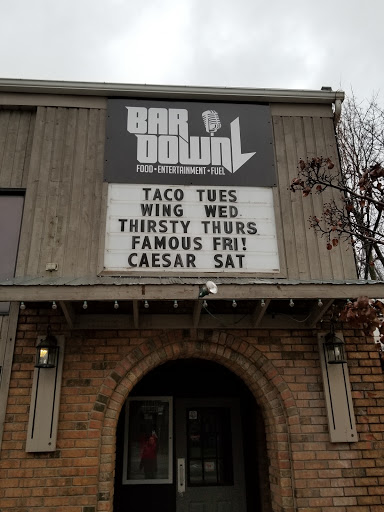 BAR
DOWN
FOOD • ENTERTAINMENT • FUEL
TACO TUES
WING WED
THIRSTY THURS
FAMOUS FRI!
CAESAR SAT